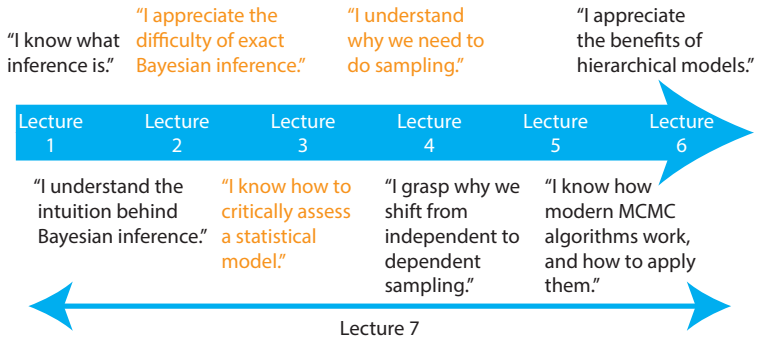 “I know what
inference is.”
“I appreciate the
difficulty of exact
Bayesian inference.”
“I understand
why we need to
do sampling.”
“I appreciate
the benefits of
hierarchical models.”
Lecture
1
Lecture
2
Lecture
3
Lecture
4
Lecture
5
Lecture
6
“I understand the
intuition behind
Bayesian inference.”
“I know how to
critically assess
a statistical
model.”
“I grasp why we
shift from
independent to
dependent
sampling.”
“I know how
modern MCMC
algorithms work,
and how to apply
them.”
Lecture 7